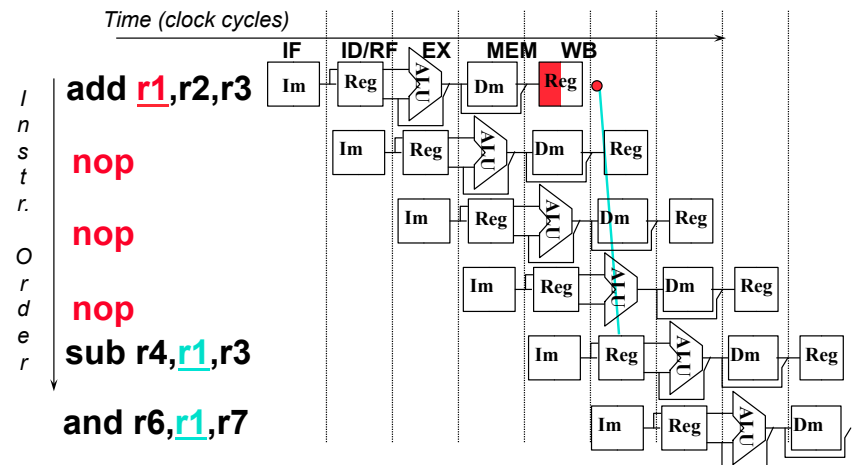 Time (clock cycles)
IF ID/RF EX MEM WB
Instr. Order
add r1,r2,r3
Im Reg ALU Dm Reg
nop
Im Reg ALU Dm Reg
nop
Im Reg ALU Dm Reg
nop
Im Reg ALU Dm Reg
sub r4,r1,r3
Im Reg ALU Dm Reg
and r6,r1,r7
Im Reg ALU Dm